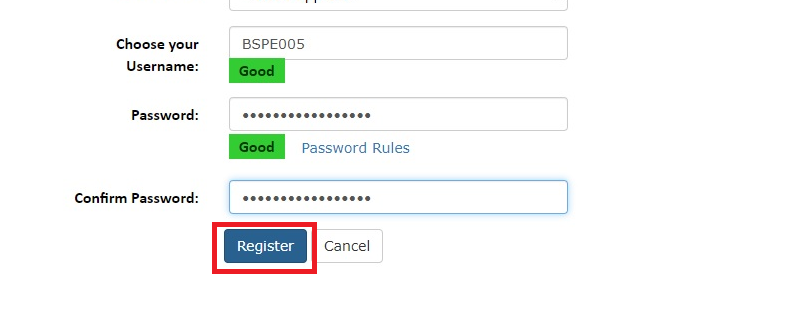 Choose your
Username:
BSPE005
Good
Password:
•••••••••••••••••
Good Password Rules
Confirm Password:
•••••••••••••••••
Register Cancel